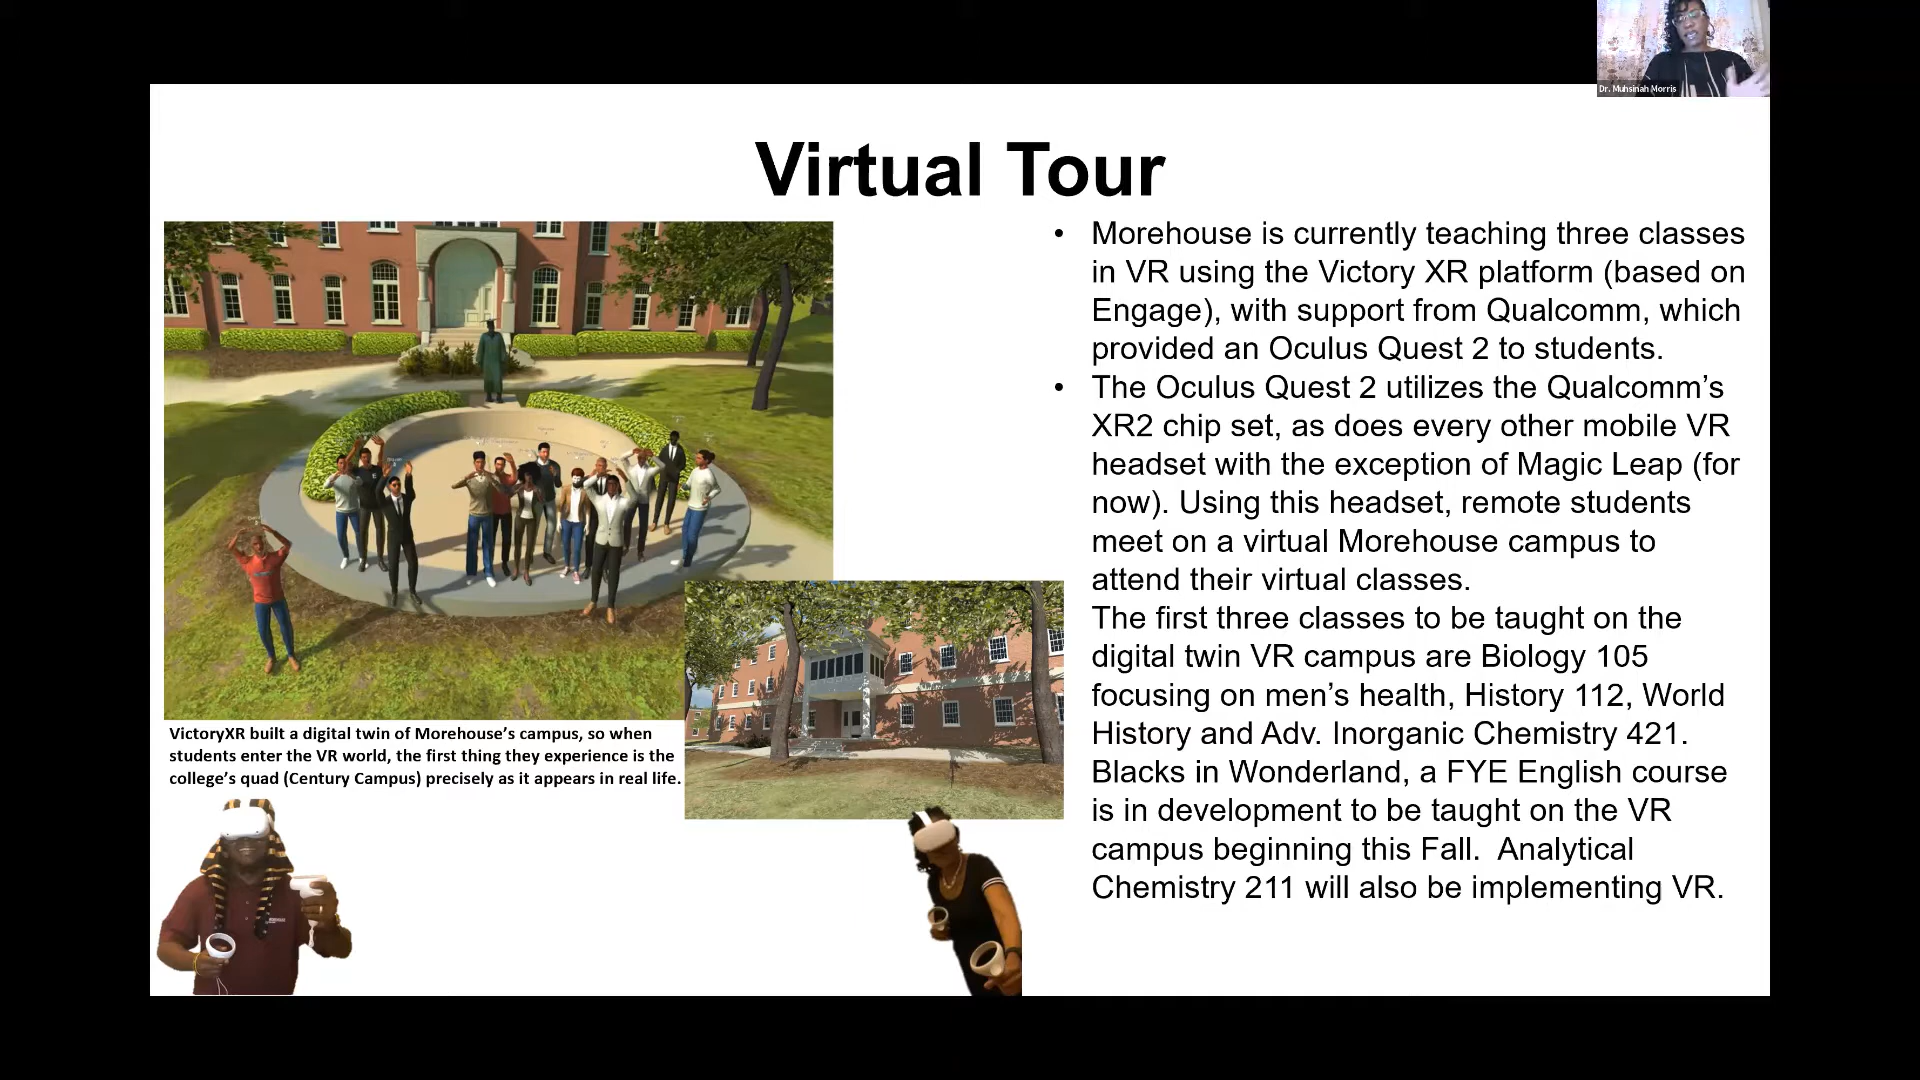 Dr. Muhsinah Morris
Virtual Tour
• Morehouse is currently teaching three classes
in VR using the Victory XR platform (based on
Engage), with support from Qualcomm, which
provided an Oculus Quest 2 to students.
• The Oculus Quest 2 utilizes the Qualcomm’s
XR2 chip set, as does every other mobile VR
headset with the exception of Magic Leap (for
now). Using this headset, remote students
meet on a virtual Morehouse campus to
attend their virtual classes.
The first three classes to be taught on the
digital twin VR campus are Biology 105
focusing on men’s health, History 112, World
History and Adv. Inorganic Chemistry 421.
Blacks in Wonderland, a FYE English course
is in development to be taught on the VR
campus beginning this Fall.  Analytical
Chemistry 211 will also be implementing VR.
VictoryXR built a digital twin of Morehouse’s campus, so when
students enter the VR world, the first thing they experience is the
college’s quad (Century Campus) precisely as it appears in real life.